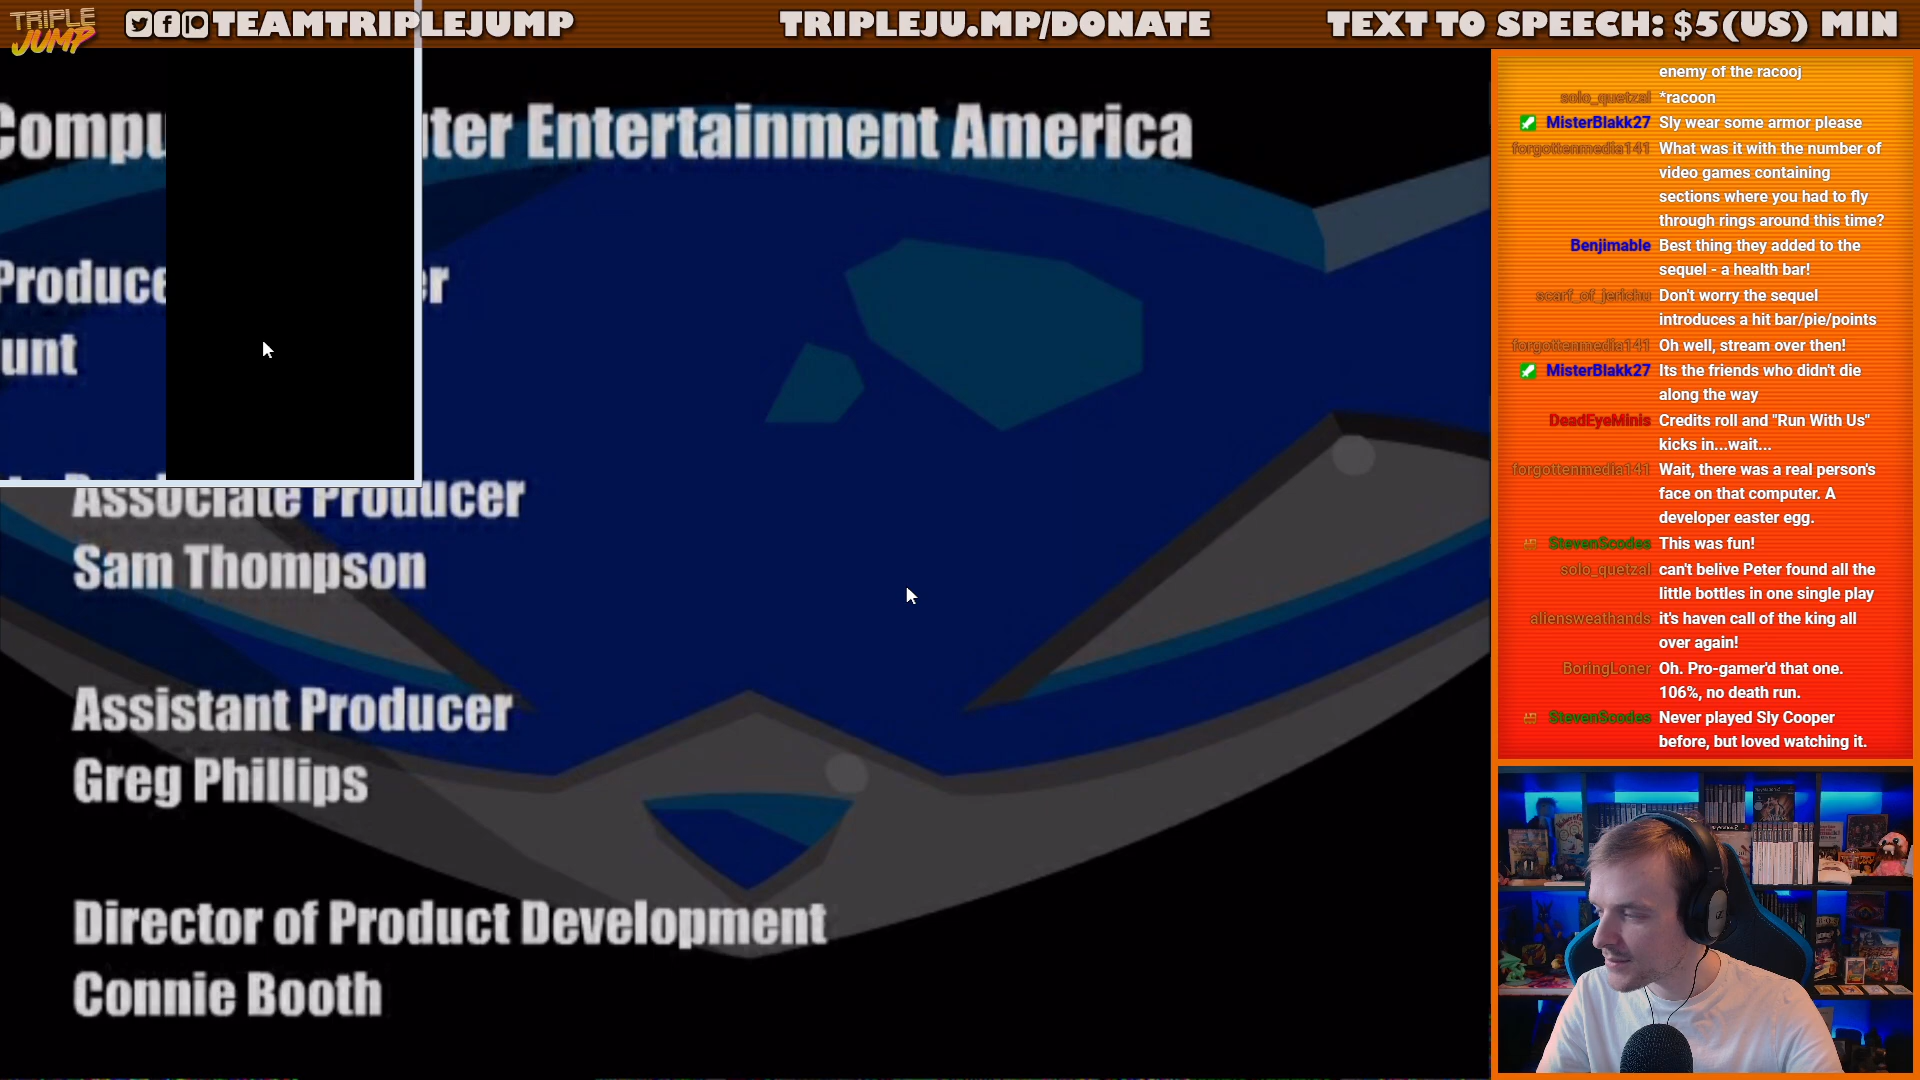 TRIPLE
JUMP
TEAMTRIPLEJUMP
TRIPLEJU.MP/DONATE
TEXT TO SPEECH: $5(US) MIN
Compu
ter Entertainment America
Produce
er
unt
Associate Producer
Sam Thompson
Assistant Producer
Greg Phillips
Director of Product Development
Connie Booth
enemy of the racooj
solo_quetzal *racoon
MisterBlakk27 Sly wear some armor please
forgottenmedia141 What was it with the number of
video games containing
sections where you had to fly
through rings around this time?
Benjimable Best thing they added to the
sequel - a health bar!
scarf_of_jerichu Don't worry the sequel
introduces a hit bar/pie/points
forgottenmedia141 Oh well, stream over then!
MisterBlakk27 Its the friends who didn't die
along the way
DeadEyeMinis Credits roll and "Run With Us"
kicks in...wait...
forgottenmedia141 Wait, there was a real person's
face on that computer. A
developer easter egg.
StevenScodes This was fun!
solo_quetzal can't belive Peter found all the
little bottles in one single play
aliensweathands it's haven call of the king all
over again!
BoringLoner Oh. Pro-gamer'd that one.
106%, no death run.
StevenScodes Never played Sly Cooper
before, but loved watching it.